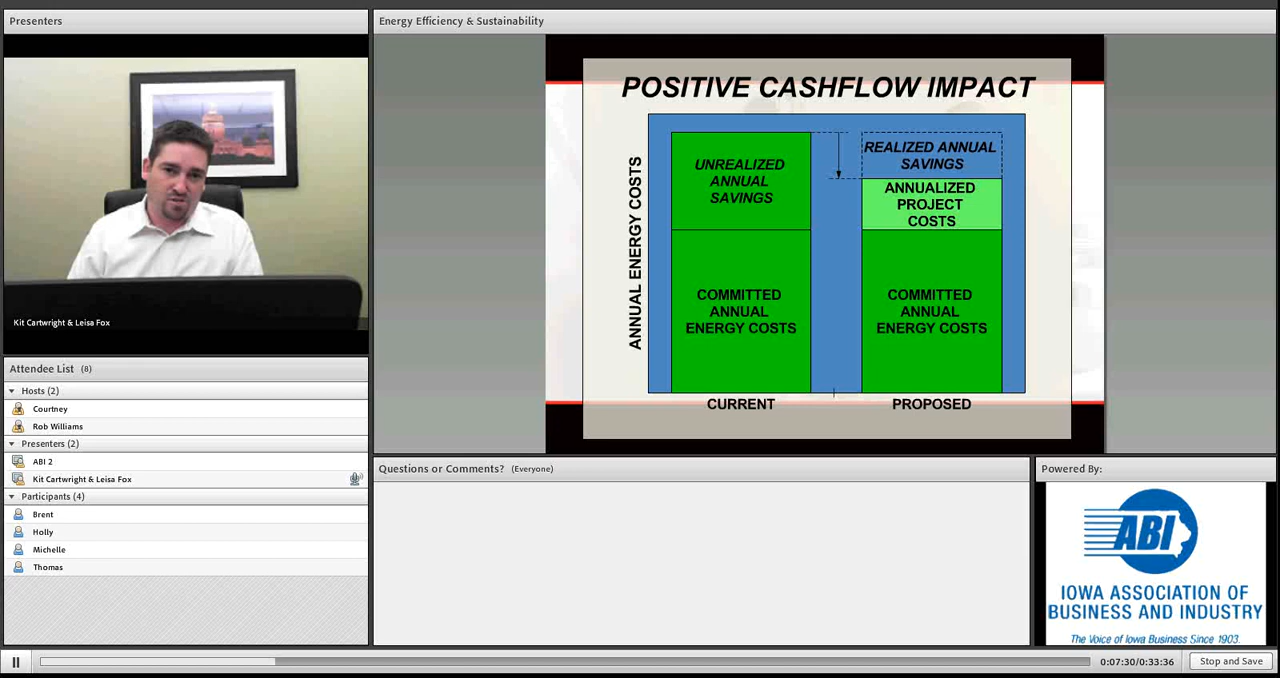 Presenters
Kit Cartwright & Leisa Fox
Attendee List (8)
Hosts (2)
Courtney
Rob Williams
Presenters (2)
ABI 2
Kit Cartwright & Leisa Fox
Participants (4)
Brent
Holly
Michelle
Thomas
Energy Efficiency & Sustainability
POSITIVE CASHFLOW IMPACT
ANNUAL ENERGY COSTS
UNREALIZED
ANNUAL
SAVINGS
COMMITTED
ANNUAL
ENERGY COSTS
CURRENT
REALIZED ANNUAL
SAVINGS
ANNUALIZED
PROJECT
COSTS
COMMITTED
ANNUAL
ENERGY COSTS
PROPOSED
Questions or Comments? (Everyone)
Powered By:
ABI
IOWA ASSOCIATION OF
BUSINESS AND INDUSTRY
The Voice of Iowa Business Since 1903.
0:07:30/0:33:36
Stop and Save